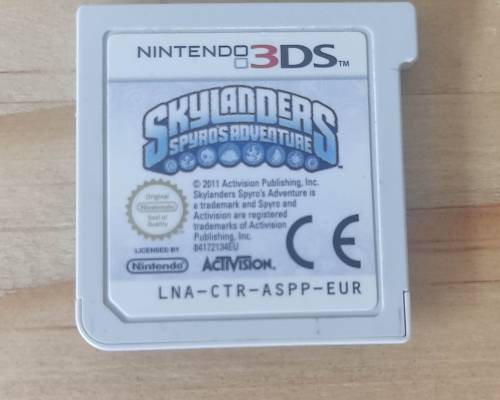 NINTENDO 3DS TM
SKYLANDERS
SPYRO'S ADVENTURE
© 2011 Activision Publishing, Inc.
Skylanders Spyro's Adventure is
a trademark and Spyro and
Activision are registered
trademarks of Activision
Publishing, Inc.
84172134EU
Original
Nintendo
Seal of
Quality
LICENSED BY
Nintendo
ACTIVISION.
CE
LNA-CTR-ASPP-EUR